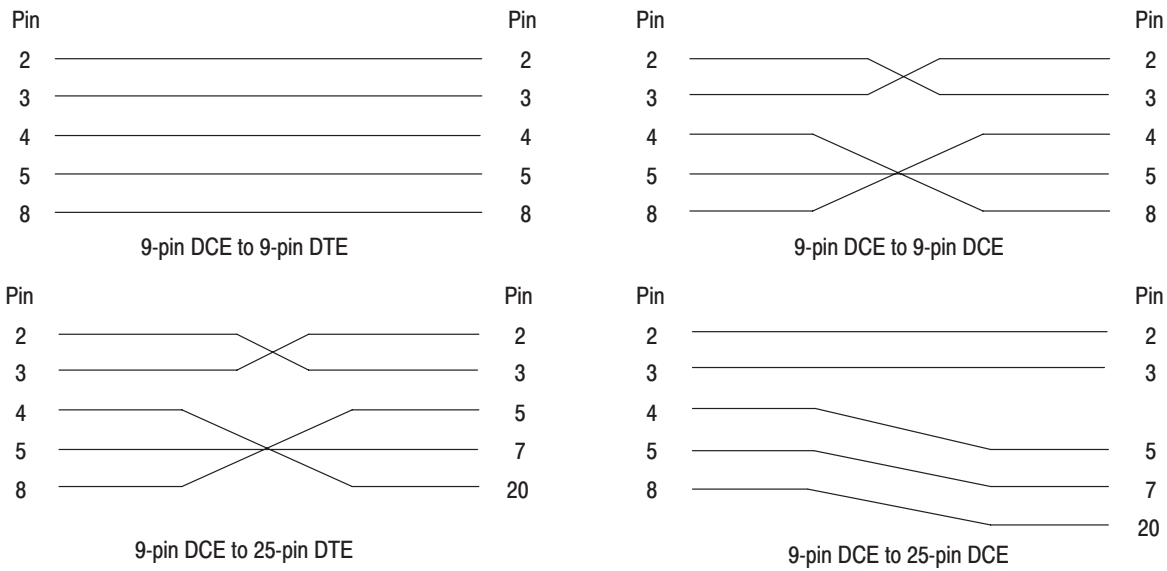 Pin Pin
2 2
3 3
4 4
5 5
8 8
9-pin DCE to 9-pin DTE
Pin Pin
2 2
3 3
4 4
5 5
8 8
9-pin DCE to 9-pin DCE
Pin Pin
2 2
3 3
4 5
5 7
8 20
9-pin DCE to 25-pin DTE
Pin Pin
2 2
3 3
4 5
5 7
8 20
9-pin DCE to 25-pin DCE